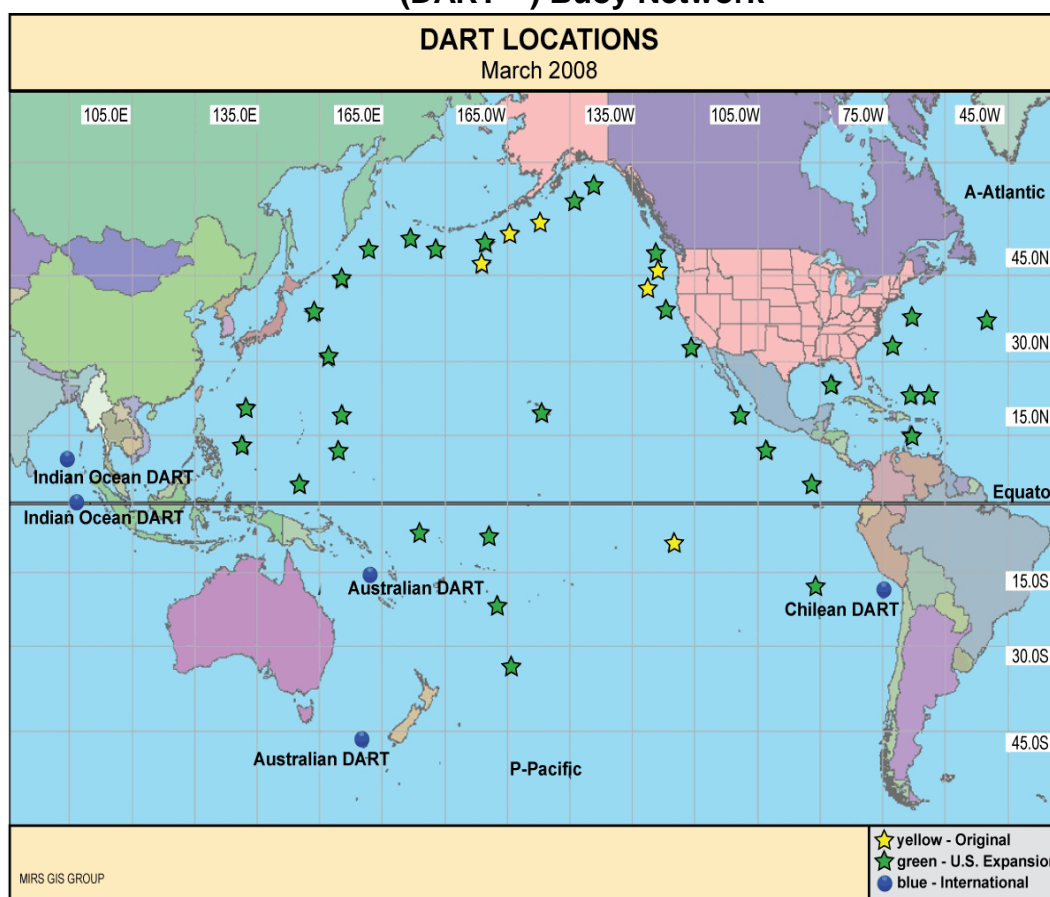 DART LOCATIONS
March 2008
105.0E 135.0E 165.0E 165.0W 135.0W 105.0W 75.0W 45.0W
A-Atlantic
45.0N
30.0N
15.0N
Indian Ocean DART
Equato
Indian Ocean DART
15.0S
Australian DART
Chilean DART
30.0S
45.0S
Australian DART
P-Pacific
yellow - Original
green - U.S. Expansion
MIRS GIS GROUP
blue - International